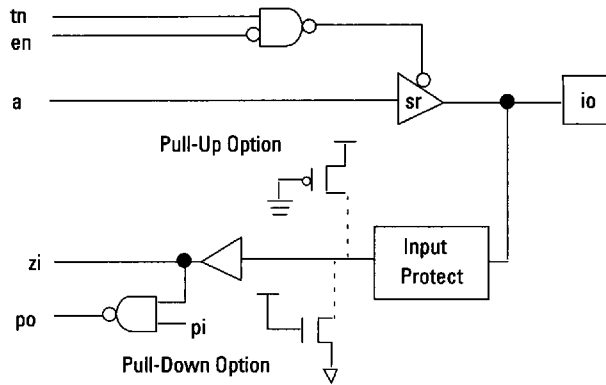 tn
en
a
sr
io
Pull-Up Option
Input
Protect
zi
po
pi
Pull-Down Option